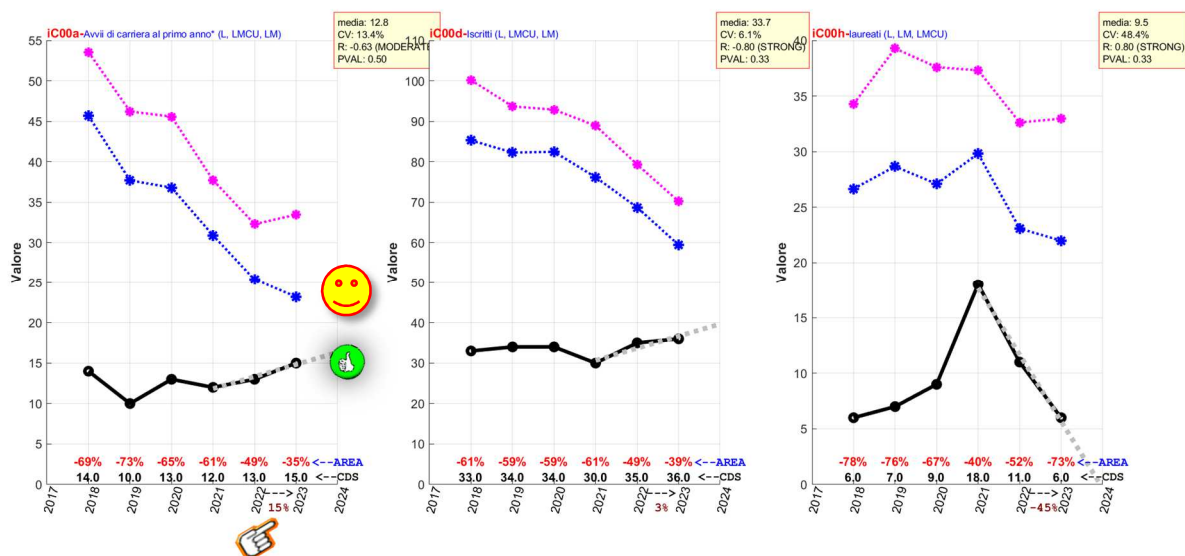 iC00a-Avvii di carriera al primo anno* (L, LMCU, LM)
media: 12.8
CV: 13.4%
R: -0.63 (MODERATE
PVAL: 0.50
Valore
55
50
45
40
35
30
25
20
15
10
5
0
-69% -73% -65% -61% -49% -35% <--AREA
14.0 10.0 13.0 12.0 13.0 15.0 <--CDS
2017 2018 2019 2020 2021 2022 2023 2024
--->
15%
iC00d-Iscritti (L, LMCU, LM)
media: 33.7
CV: 6.1%
R: -0.80 (STRONG)
PVAL: 0.33
Valore
110
100
90
80
70
60
50
40
30
20
10
0
-61% -59% -59% -61% -49% -39% <--AREA
33.0 34.0 34.0 30.0 35.0 36.0 <--CDS
2017 2018 2019 2020 2021 2022 2023 2024
--->
3%
iC00h-laureati (L, LM, LMCU)
media: 9.5
CV: 48.4%
R: 0.80 (STRONG)
PVAL: 0.33
Valore
40
35
30
25
20
15
10
5
0
-78% -76% -67% -40% -52% -73% <--AREA
6.0 7.0 9.0 18.0 11.0 6.0 <--CDS
2017 2018 2019 2020 2021 2022 2023 2024
--->
-45%